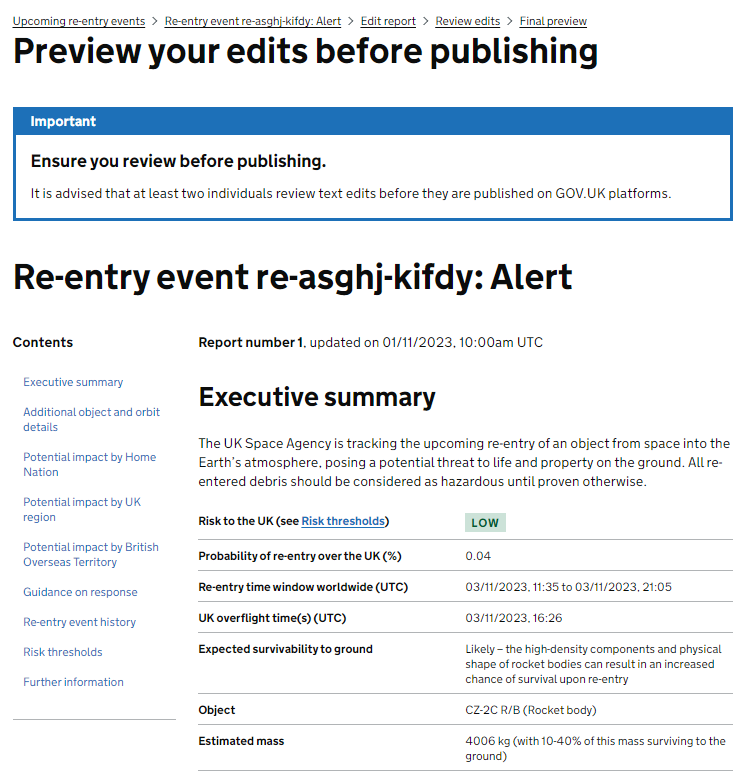 Upcoming re-entry events > Re-entry event re-asghj-kifdy: Alert > Edit report > Review edits > Final preview
Preview your edits before publishing
Important
Ensure you review before publishing.
It is advised that at least two individuals review text edits before they are published on GOV.UK platforms.
Re-entry event re-asghj-kifdy: Alert
Contents
Executive summary
Additional object and orbit
details
Potential impact by Home
Nation
Potential impact by UK
region
Potential impact by British
Overseas Territory
Guidance on response
Re-entry event history
Risk thresholds
Further information
Report number 1, updated on 01/11/2023, 10:00am UTC
Executive summary
The UK Space Agency is tracking the upcoming re-entry of an object from space into the
Earth's atmosphere, posing a potential threat to life and property on the ground. All re-
entered debris should be considered as hazardous until proven otherwise.
Risk to the UK (see Risk thresholds) LOW
Probability of re-entry over the UK (%) 0.04
Re-entry time window worldwide (UTC) 03/11/2023, 11:35 to 03/11/2023, 21:05
UK overflight time(s) (UTC) 03/11/2023, 16:26
Expected survivability to ground Likely – the high-density components and physical
shape of rocket bodies can result in an increased
chance of survival upon re-entry
Object CZ-2C R/B (Rocket body)
Estimated mass 4006 kg (with 10-40% of this mass surviving to the
ground)